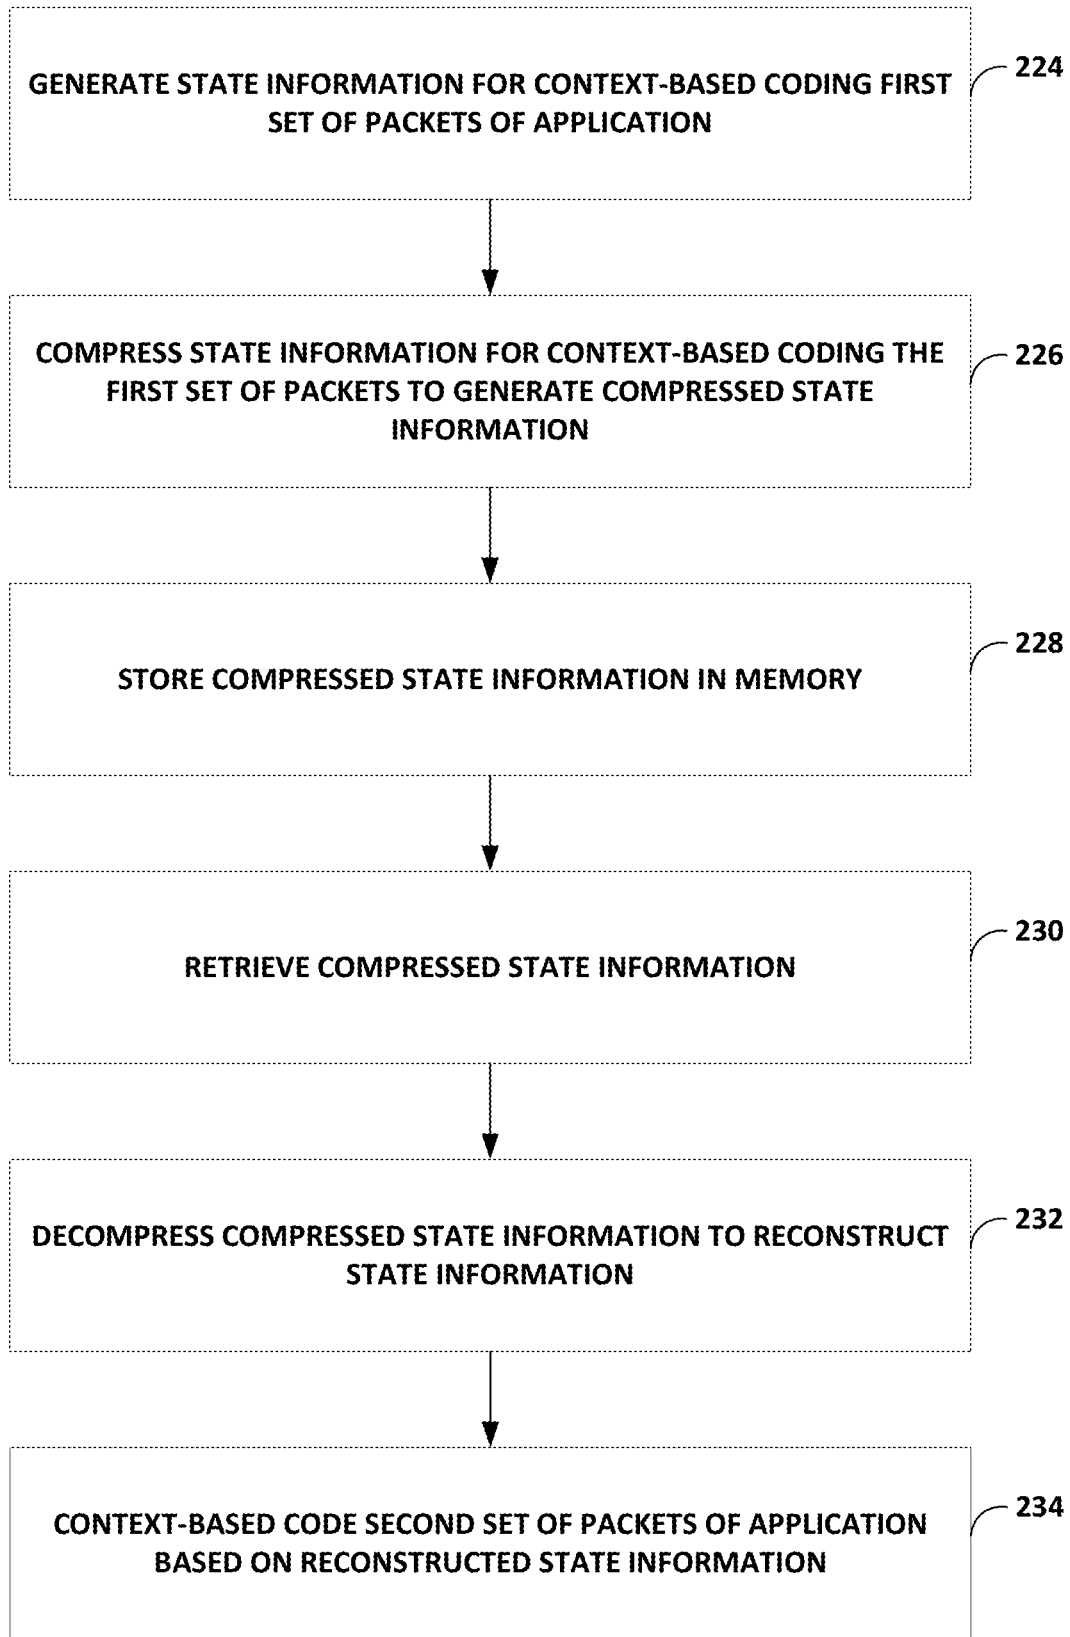 GENERATE STATE INFORMATION FOR CONTEXT-BASED CODING FIRST
SET OF PACKETS OF APPLICATION
224
COMPRESS STATE INFORMATION FOR CONTEXT-BASED CODING THE
FIRST SET OF PACKETS TO GENERATE COMPRESSED STATE
INFORMATION
226
STORE COMPRESSED STATE INFORMATION IN MEMORY
228
RETRIEVE COMPRESSED STATE INFORMATION
230
DECOMPRESS COMPRESSED STATE INFORMATION TO RECONSTRUCT
STATE INFORMATION
232
CONTEXT-BASED CODE SECOND SET OF PACKETS OF APPLICATION
BASED ON RECONSTRUCTED STATE INFORMATION
234